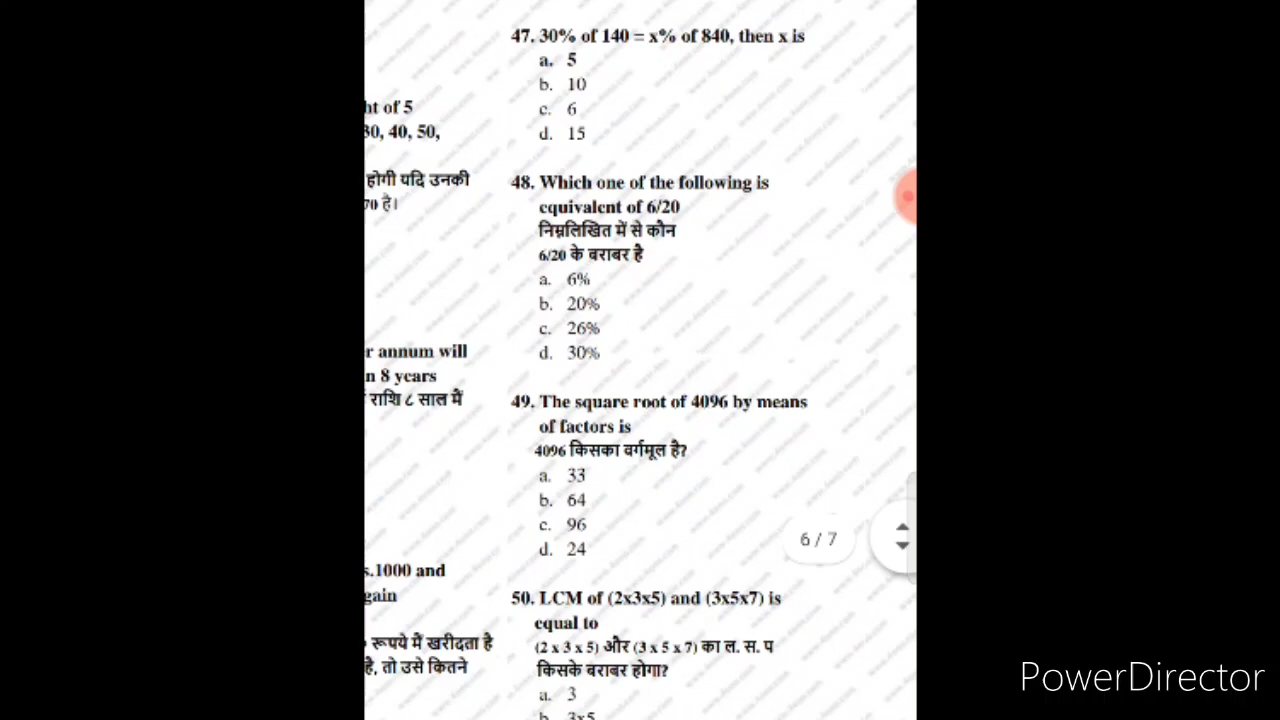 ht of 5
30, 40, 50,
होगी यदि उनकी
70 है।
r annum will
n 8 years
राशि ८ साल में
s.1000 and
gain
रूपये में खरीदता है
है, तो उसे कितने
47. 30% of 140 = x% of 840, then x is
a. 5
b. 10
c. 6
d. 15
48. Which one of the following is
equivalent of 6/20
निम्नलिखित में से कौन
6/20 के बराबर है
a. 6%
b. 20%
c. 26%
d. 30%
49. The square root of 4096 by means
of factors is
4096 किसका वर्गमूल है?
a. 33
b. 64
c. 96
d. 24
50. LCM of (2x3x5) and (3x5x7) is
equal to
(2 x 3 x 5) और (3 x 5 x 7) का ल. स. प
किसके बराबर होगा?
a. 3
b. 3x5
6 / 7
PowerDirector